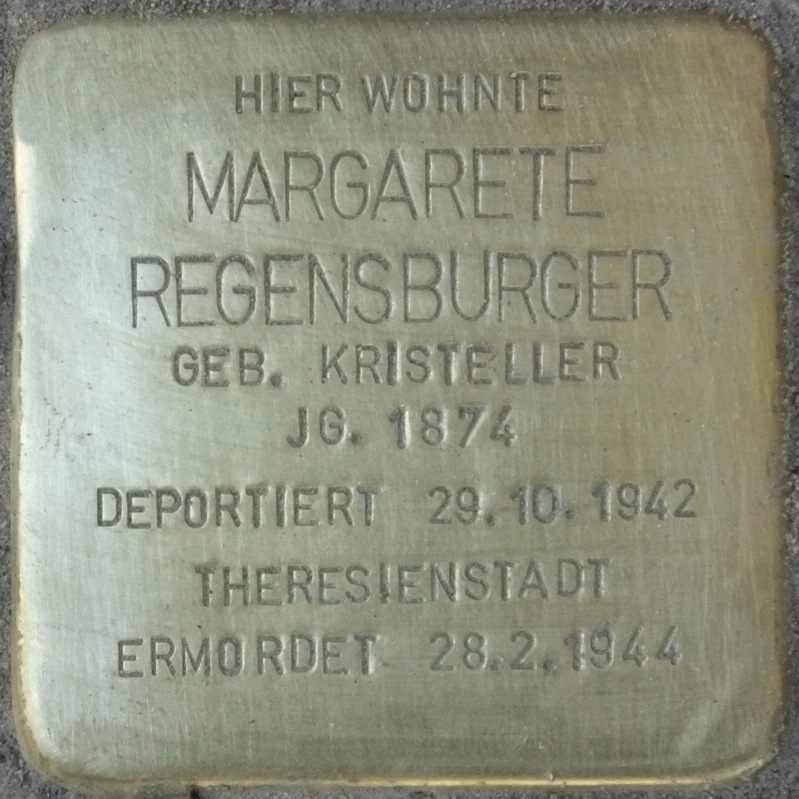 HIER WOHNTE
MARGARETE
REGENSBURGER
GEB. KRISTELLER
JG. 1874
DEPORTIERT 29.10.1942
THERESIENSTADT
ERMORDET 28.2.1944